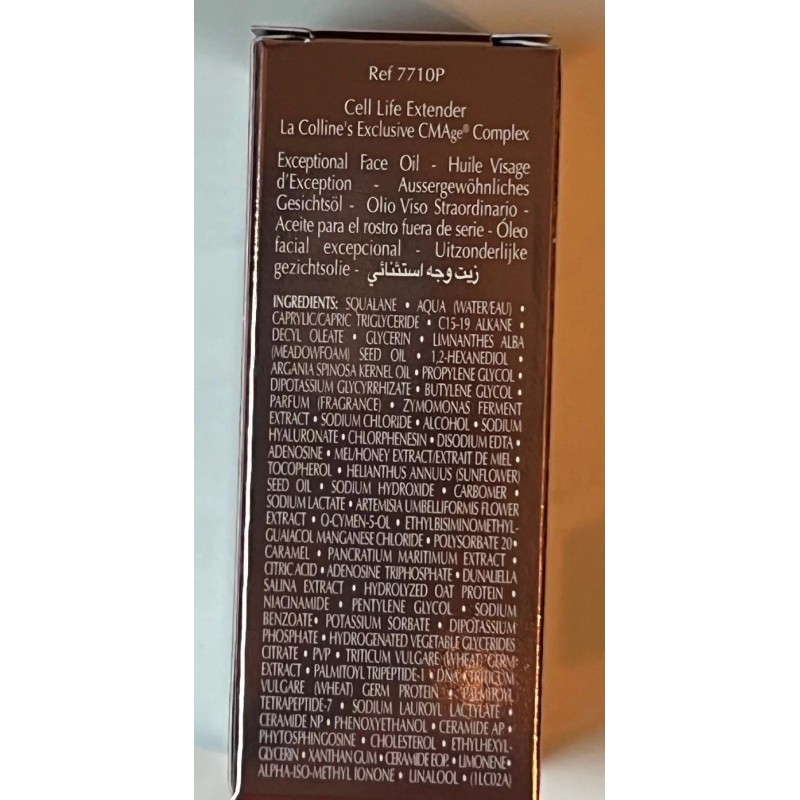 Ref 7710P
Cell Life Extender
La Colline's Exclusive CMAge® Complex
Exceptional Face Oil - Huile Visage
d'Exception - Aussergewöhnliches
Gesichtsöl - Olio Viso Straordinario -
Aceite para el rostro fuera de serie - Óleo
facial excepcional - Uitzonderlijke
gezichtsolie - زيت وجه استثنائي
INGREDIENTS: SQUALANE • AQUA (WATER/EAU) •
CAPRYLIC/CAPRIC TRIGLYCERIDE • C15-19 ALKANE •
DECYL OLEATE • GLYCERIN • LIMNANTHES ALBA
(MEADOWFOAM) SEED OIL • 1,2-HEXANEDIOL •
ARGANIA SPINOSA KERNEL OIL • PROPYLENE GLYCOL •
DIPOTASSIUM GLYCYRRHIZATE • BUTYLENE GLYCOL •
PARFUM (FRAGRANCE) • ZYMOMONAS FERMENT
EXTRACT • SODIUM CHLORIDE • ALCOHOL • SODIUM
HYALURONATE • CHLORPHENESIN • DISODIUM EDTA •
ADENOSINE • MEL/HONEY EXTRACT/EXTRAIT DE MIEL •
TOCOPHEROL • HELIANTHUS ANNUUS (SUNFLOWER)
SEED OIL • SODIUM HYDROXIDE • CARBOMER •
SODIUM LACTATE • ARTEMISIA UMBELLIFORMIS FLOWER
EXTRACT • O-CYMEN-5-OL • ETHYLBISIMINOMETHYL-
GUAIACOL MANGANESE CHLORIDE • POLYSORBATE 20 •
CARAMEL • PANCRATIUM MARITIMUM EXTRACT •
CITRIC ACID • ADENOSINE TRIPHOSPHATE • DUNALIELLA
SALINA EXTRACT • HYDROLYZED OAT PROTEIN •
NIACINAMIDE • PENTYLENE GLYCOL • SODIUM
BENZOATE • POTASSIUM SORBATE • DIPOTASSIUM
PHOSPHATE • HYDROGENATED VEGETABLE GLYCERIDES
CITRATE • PVP • TRITICUM VULGARE (WHEAT) GERM
EXTRACT • PALMITOYL TRIPEPTIDE-1 • DNA • TRITICUM
VULGARE (WHEAT) GERM PROTEIN • PALMITOYL
TETRAPEPTIDE-7 • SODIUM LAUROYL LACTYLATE •
CERAMIDE NP • PHENOXYETHANOL • CERAMIDE AP •
PHYTOSPHINGOSINE • CHOLESTEROL • ETHYLHEXYL-
GLYCERIN • XANTHAN GUM • CERAMIDE EOP • LIMONENE •
ALPHA-ISO-METHYL IONONE • LINALOOL • (1LC02A)